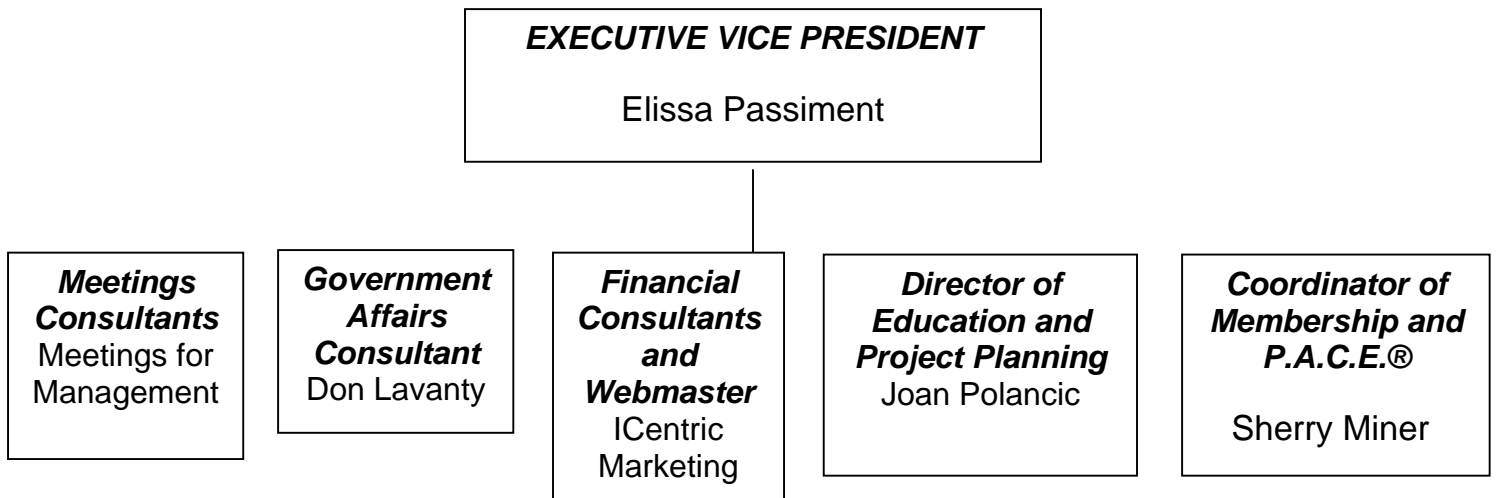 EXECUTIVE VICE PRESIDENT
Elissa Passiment
Meetings
Consultants
Meetings for
Management
Government
Affairs
Consultant
Don Lavanty
Financial
Consultants
and
Webmaster
ICentric
Marketing
Director of
Education and
Project Planning
Joan Polancic
Coordinator of
Membership and
P.A.C.E.®
Sherry Miner